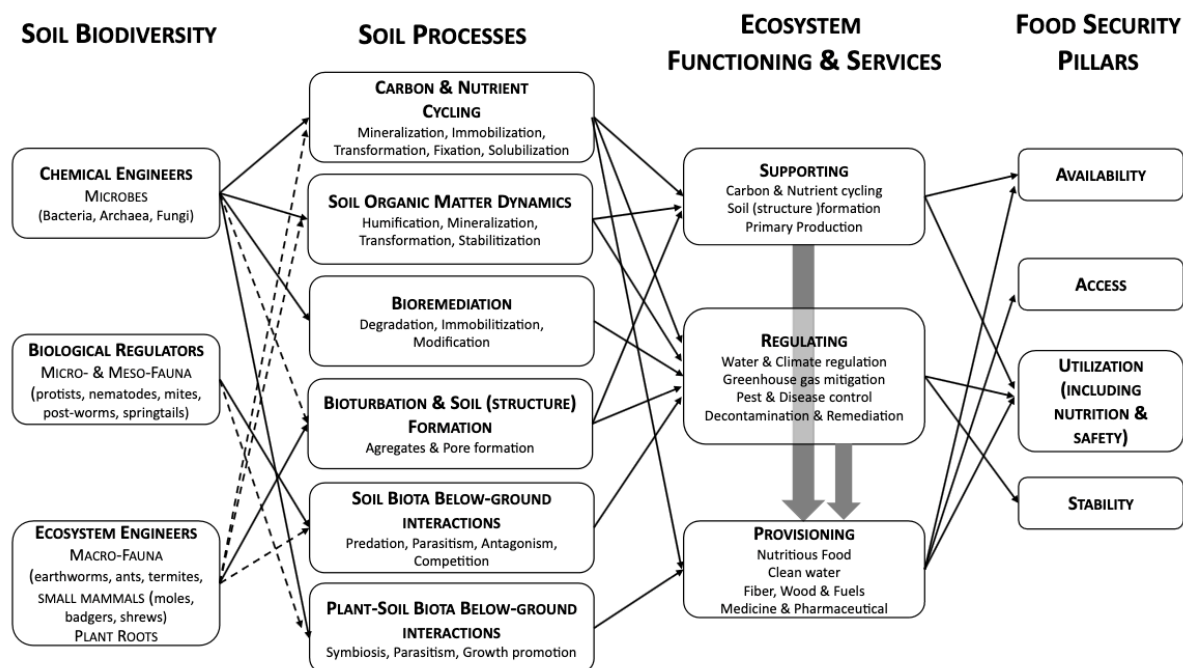 SOIL BIODIVERSITY
SOIL PROCESSES
ECOSYSTEM
FUNCTIONING & SERVICES
FOOD SECURITY
PILLARS
CHEMICAL ENGINEERS
MICROBES
(Bacteria, Archaea, Fungi)
BIOLOGICAL REGULATORS
MICRO- & MESO-FAUNA
(protists, nematodes, mites,
post-worms, springtails)
ECOSYSTEM ENGINEERS
MACRO-FAUNA
(earthworms, ants, termites,
SMALL MAMMALS (moles,
badgers, shrews)
PLANT ROOTS
CARBON & NUTRIENT
CYCLING
Mineralization, Immobilization,
Transformation, Fixation, Solubilization
SOIL ORGANIC MATTER DYNAMICS
Humification, Mineralization,
Transformation, Stabilitization
BIOREMEDIATION
Degradation, Immobilitization,
Modification
BIOTURBATION & SOIL (STRUCTURE)
FORMATION
Agregates & Pore formation
SOIL BIOTA BELOW-GROUND
INTERACTIONS
Predation, Parasitism, Antagonism,
Competition
PLANT-SOIL BIOTA BELOW-GROUND
INTERACTIONS
Symbiosis, Parasitism, Growth promotion
SUPPORTING
Carbon & Nutrient cycling
Soil (structure )formation
Primary Production
REGULATING
Water & Climate regulation
Greenhouse gas mitigation
Pest & Disease control
Decontamination & Remediation
PROVISIONING
Nutritious Food
Clean water
Fiber, Wood & Fuels
Medicine & Pharmaceutical
AVAILABILITY
ACCESS
UTILIZATION
(INCLUDING
NUTRITION &
SAFETY)
STABILITY